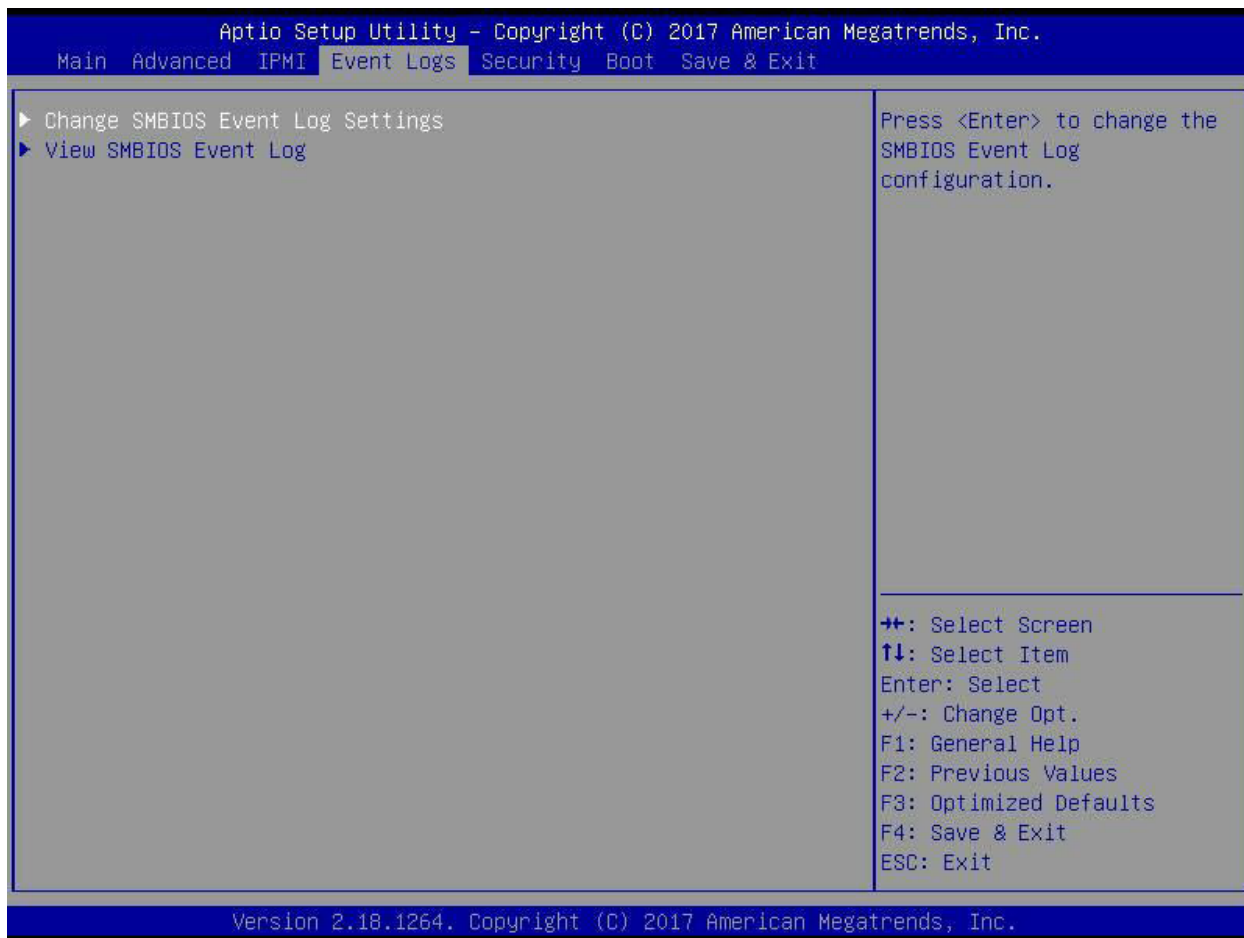 Aptio Setup Utility – Copyright (C) 2017 American Megatrends, Inc.
Main Advanced IPMI Event Logs Security Boot Save & Exit
▶ Change SMBIOS Event Log Settings
▶ View SMBIOS Event Log
Press <Enter> to change the
SMBIOS Event Log
configuration.
→←: Select Screen
↑↓: Select Item
Enter: Select
+/-: Change Opt.
F1: General Help
F2: Previous Values
F3: Optimized Defaults
F4: Save & Exit
ESC: Exit
Version 2.18.1264. Copyright (C) 2017 American Megatrends, Inc.